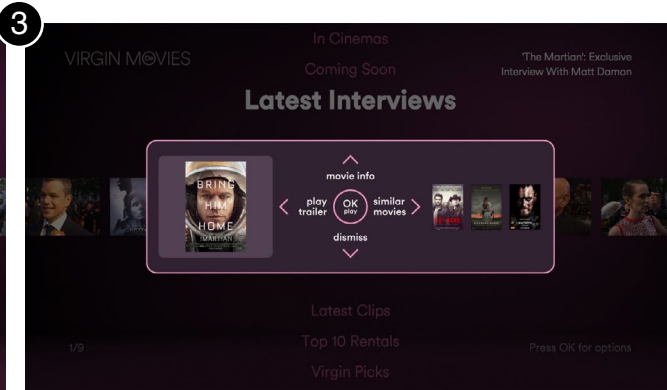 3
In Cinemas
VIRGIN MOVIES
Coming Soon
'The Martian': Exclusive
Interview With Matt Damon
Latest Interviews
movie info
play
trailer
OK
play
similar
movies
dismiss
BRING
HIM
HOME
MARTIAN
Latest Clips
1/9
Top 10 Rentals
Press OK for options
Virgin Picks